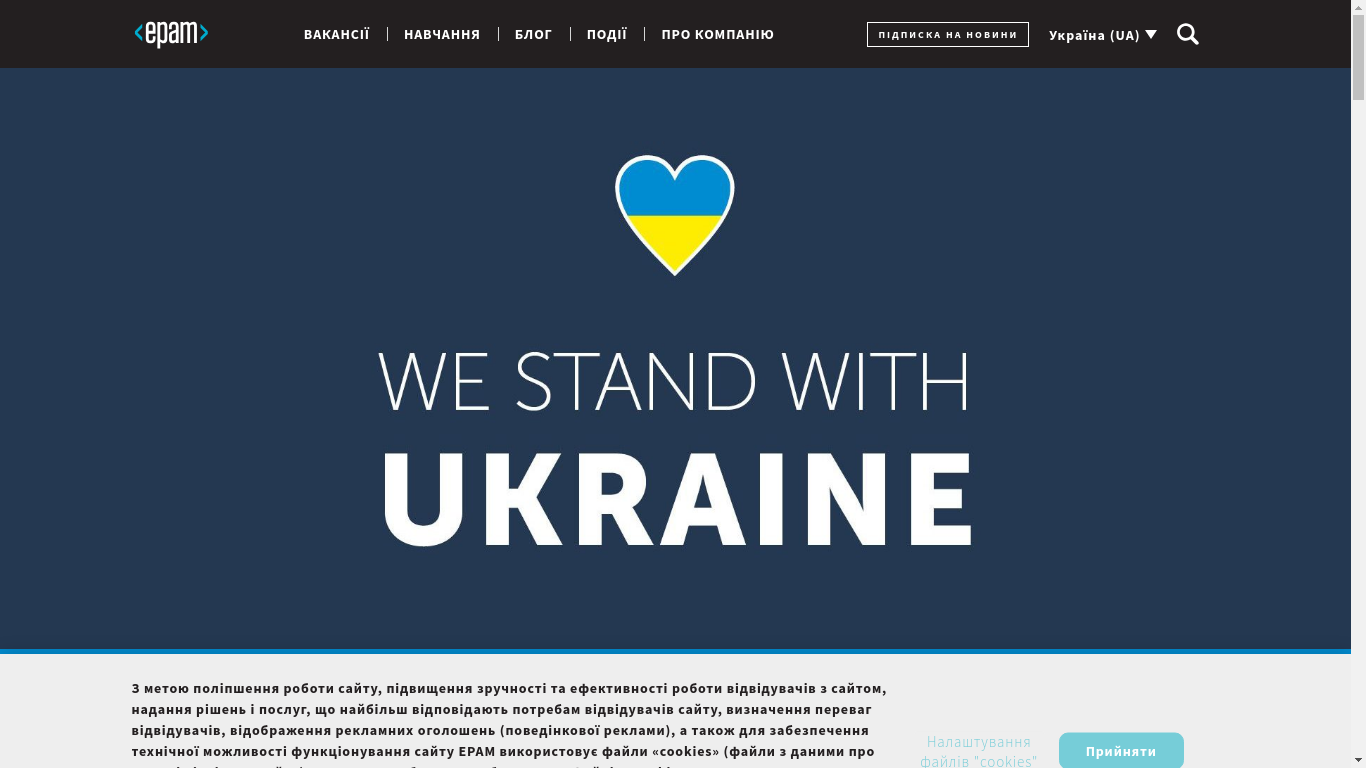 <epam>
ВАКАНСІЇ
НАВЧАННЯ
БЛОГ
ПОДІЇ
ПРО КОМПАНІЮ
ПІДПИСКА НА НОВИНИ
Україна (UA)
WE STAND WITH
UKRAINE
З метою поліпшення роботи сайту, підвищення зручності та ефективності роботи відвідувачів з сайтом,
надання рішень і послуг, що найбільш відповідають потребам відвідувачів сайту, визначення переваг
відвідувачів, відображення рекламних оголошень (поведінкової реклами), а також для забезпечення
технічної можливості функціонування сайту EPAM використовує файли «cookies» (файли з даними про
Налаштування
файлів "cookies"
Прийняти